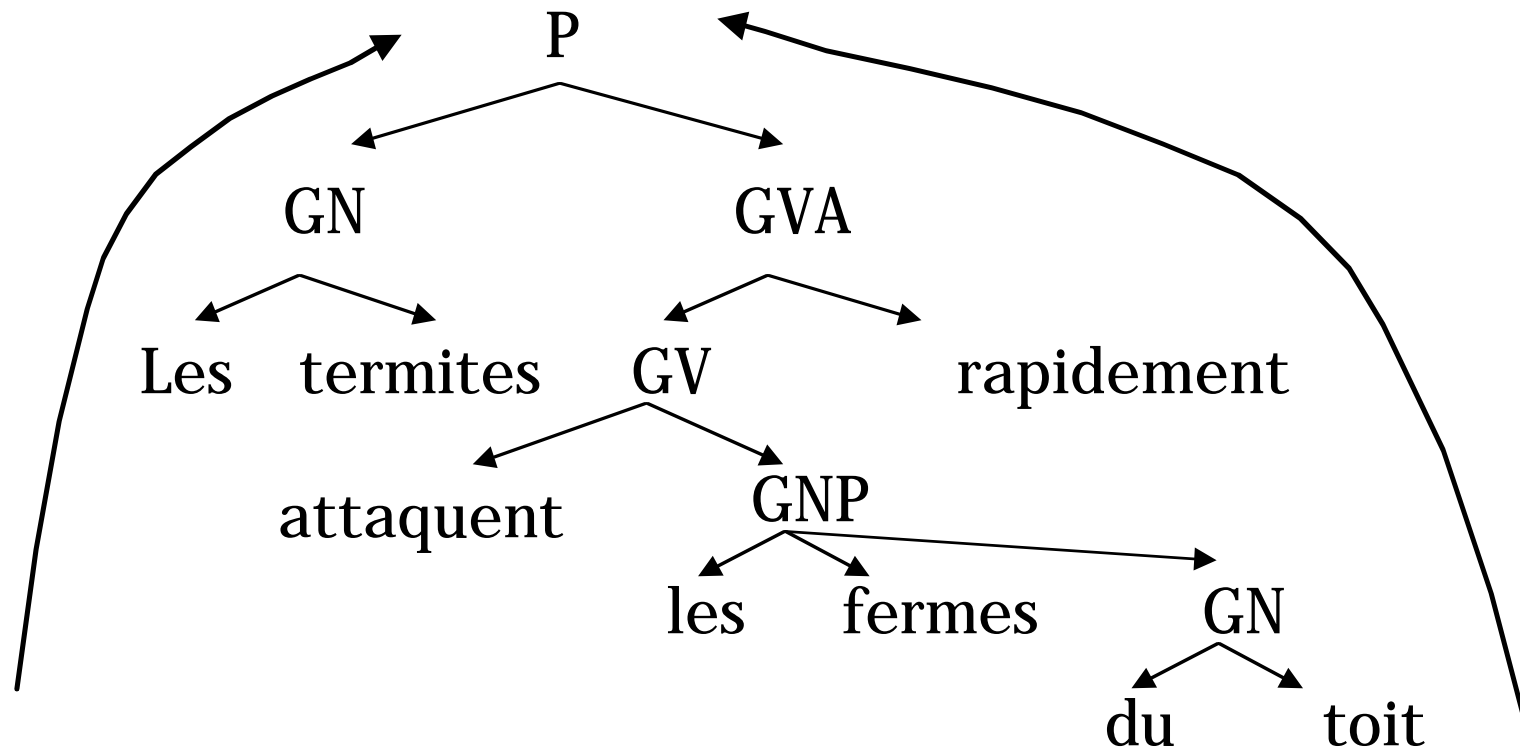 P
GN GVA
Les termites GV rapidement
attaquent GNP
les fermes GN
du toit